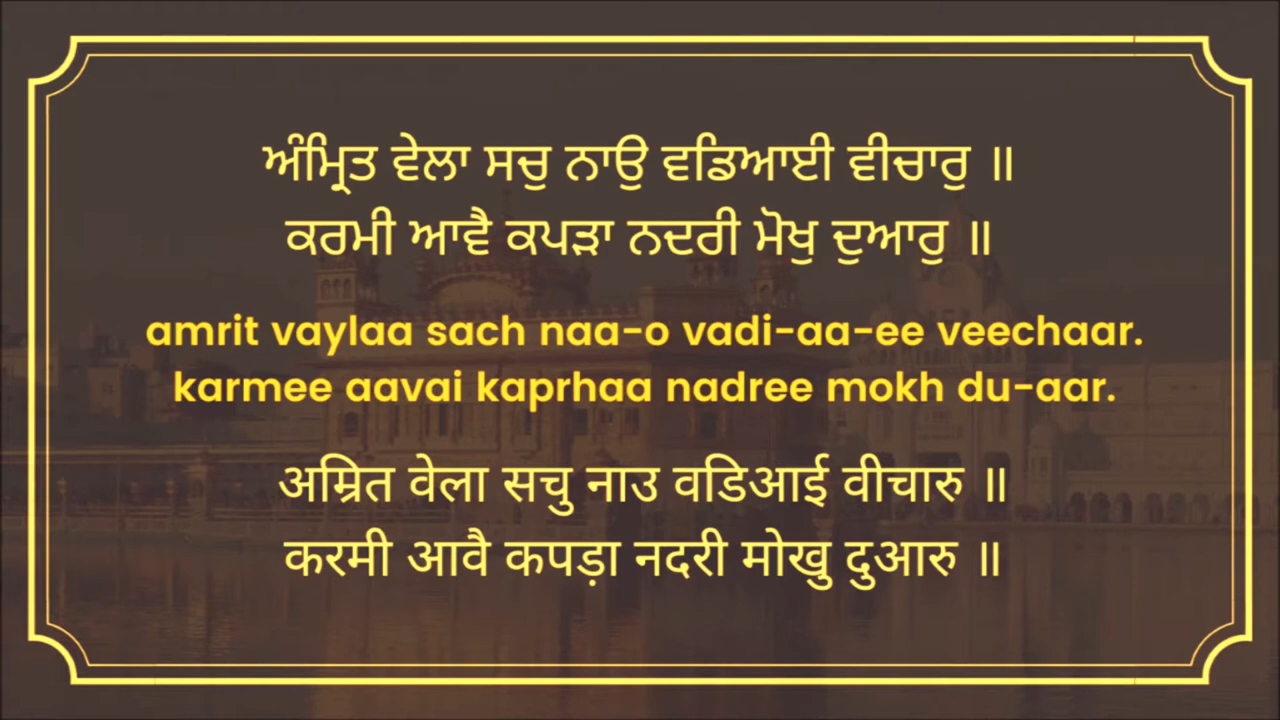 ਅੰਮ੍ਰਿਤ ਵੇਲਾ ਸਚੁ ਨਾਉ ਵਡਿਆਈ ਵੀਚਾਰੁ ॥
ਕਰਮੀ ਆਵੈ ਕਪੜਾ ਨਦਰੀ ਮੋਖੁ ਦੁਆਰੁ ॥
amrit vaylaa sach naa-o vadi-aa-ee veechaar.
karmee aavai kaprhaa nadree mokh du-aar.
अम्रित वेला सचु नाउ वडिआई वीचारु ॥
करमी आवै कपड़ा नदरी मोखु दुआरु ॥